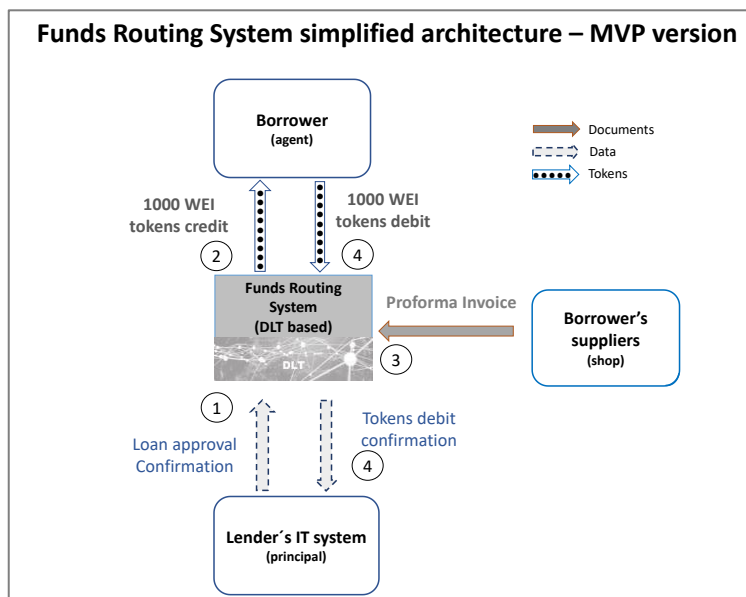 Funds Routing System simplified architecture – MVP version
Borrower
(agent)
Documents
Data
Tokens
1000 WEI
tokens credit
1000 WEI
tokens debit
2
4
Funds Routing
System
(DLT based)
DLT
Proforma Invoice
3
Borrower’s
suppliers
(shop)
1
Loan approval
Confirmation
Tokens debit
confirmation
4
Lender´s IT system
(principal)